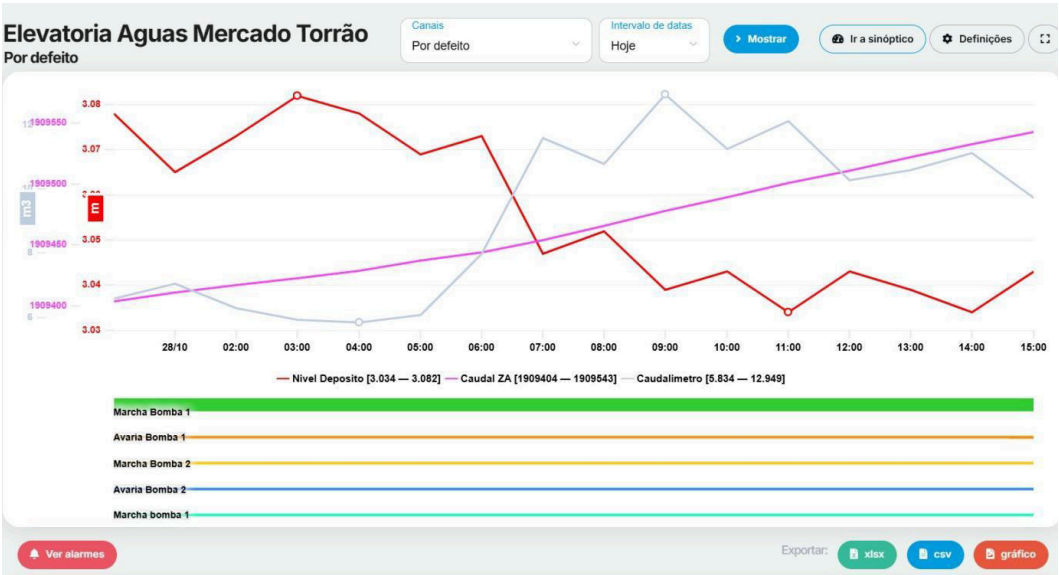 Elevatoria Aguas Mercado Torrão
Por defeito
Canais
Por defeito
Intervalo de datas
Hoje
Mostrar
Ir a sinóptico
Definições
3.08
3.07
3.05
3.04
3.03
1909550
1909500
1909450
1909400
12
8
6
m3
m
28/10 02:00 03:00 04:00 05:00 06:00 07:00 08:00 09:00 10:00 11:00 12:00 13:00 14:00 15:00
Nivel Deposito [3.034 — 3.082] Caudal ZA [1909404 — 1909543] Caudalimetro [5.834 — 12.949]
Marcha Bomba 1
Avaria Bomba 1
Marcha Bomba 2
Avaria Bomba 2
Marcha bomba 1
Ver alarmes
Exportar: xlsx csv gráfico